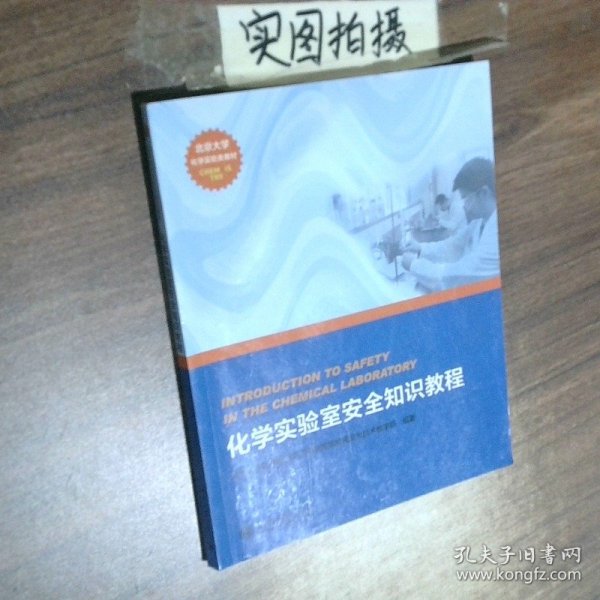 实图拍摄
北京大学
化学实验类教材
INTRODUCTION TO SAFETY
IN THE CHEMICAL LABORATORY
化学实验室安全知识教程
编著
孔夫子旧书网
www.kongfz.com